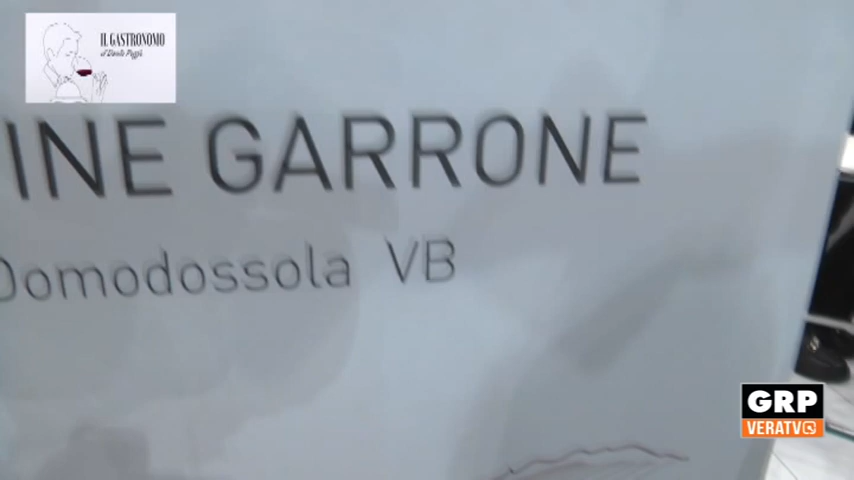 IL GASTRONOMO
INE GARRONE
Domodossola VB
GRP
VERATV